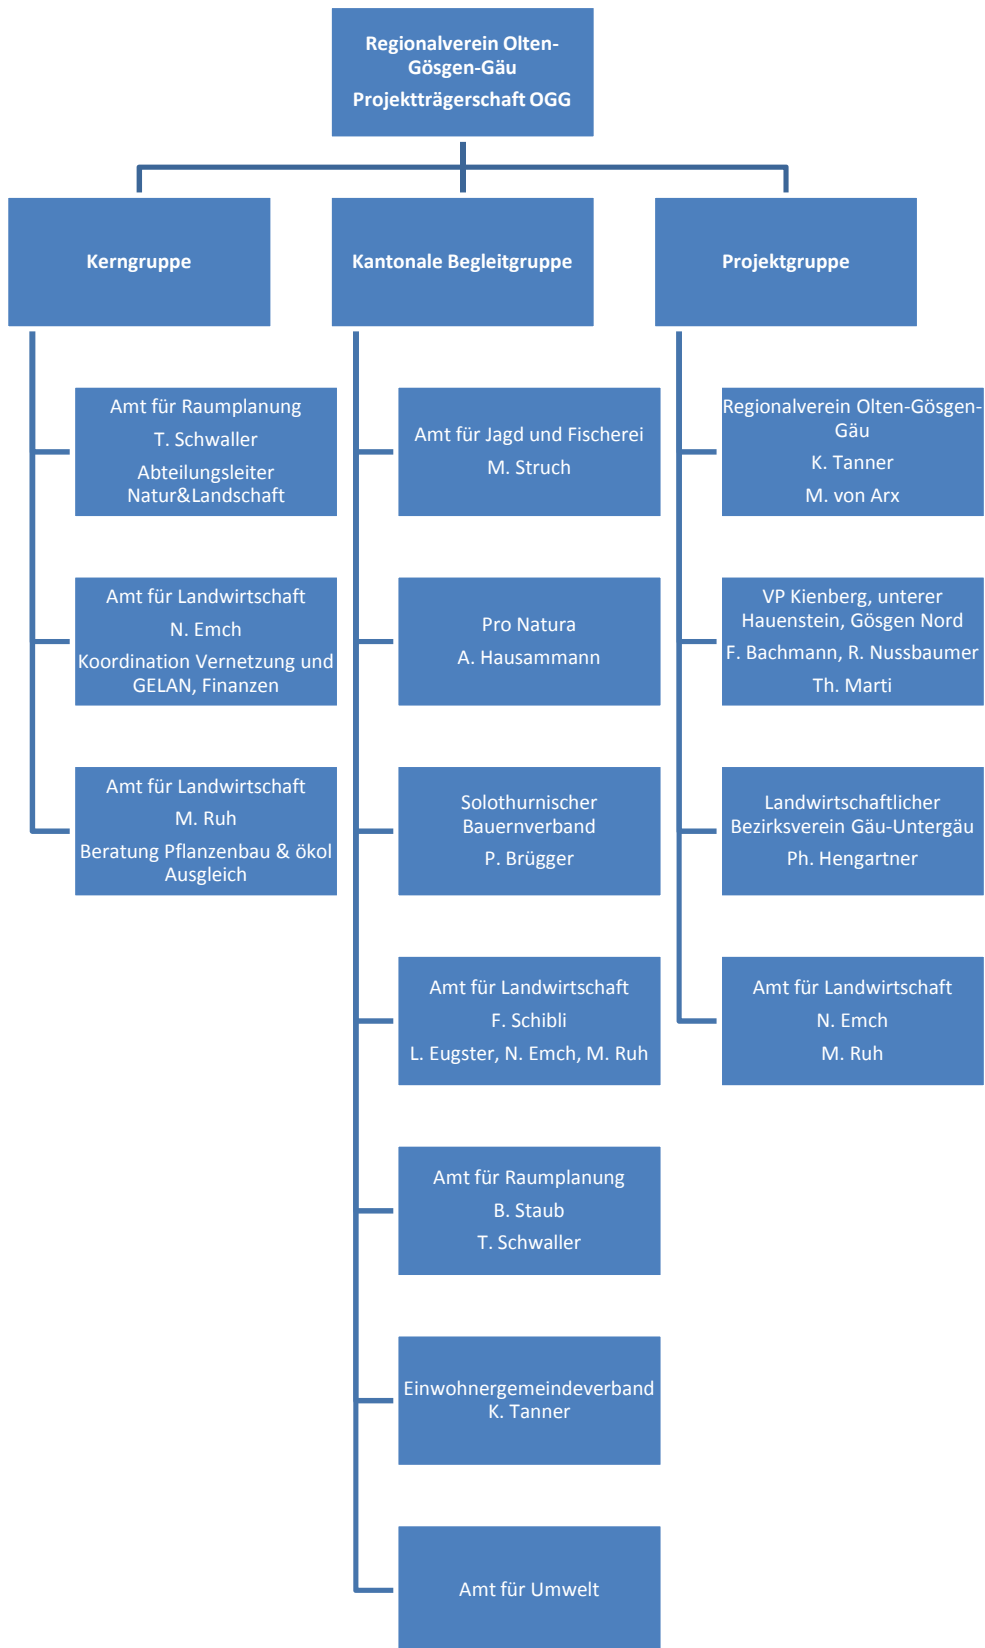 Regionalverein Olten-
Gösgen-Gäu
Projektträgerschaft OGG
Kerngruppe
Kantonale Begleitgruppe
Projektgruppe
Amt für Raumplanung
T. Schwaller
Abteilungsleiter
Natur&Landschaft
Amt für Landwirtschaft
N. Emch
Koordination Vernetzung und
GELAN, Finanzen
Amt für Landwirtschaft
M. Ruh
Beratung Pflanzenbau & ökol
Ausgleich
Amt für Jagd und Fischerei
M. Struch
Pro Natura
A. Hausammann
Solothurnischer
Bauernverband
P. Brügger
Amt für Landwirtschaft
F. Schibli
L. Eugster, N. Emch, M. Ruh
Amt für Raumplanung
B. Staub
T. Schwaller
Einwohnergemeindeverband
K. Tanner
Amt für Umwelt
Regionalverein Olten-Gösgen-
Gäu
K. Tanner
M. von Arx
VP Kienberg, unterer
Hauenstein, Gösgen Nord
F. Bachmann, R. Nussbaumer
Th. Marti
Landwirtschaftlicher
Bezirksverein Gäu-Untergäu
Ph. Hengartner
Amt für Landwirtschaft
N. Emch
M. Ruh